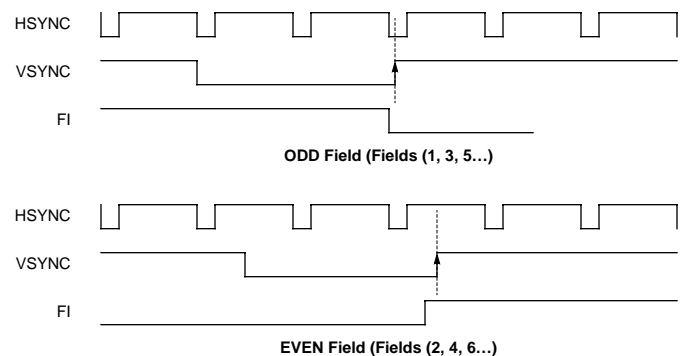 HSYNC
VSYNC
FI
ODD Field (Fields (1, 3, 5…)
HSYNC
VSYNC
FI
EVEN Field (Fields (2, 4, 6…)